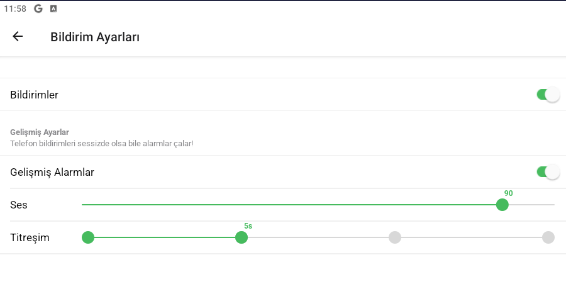 11:58
Bildirim Ayarları
Bildirimler
Gelişmiş Ayarlar
Telefon bildirimleri sessizde olsa bile alarmlar çalar!
Gelişmiş Alarmlar
90
Ses
5s
Titreşim